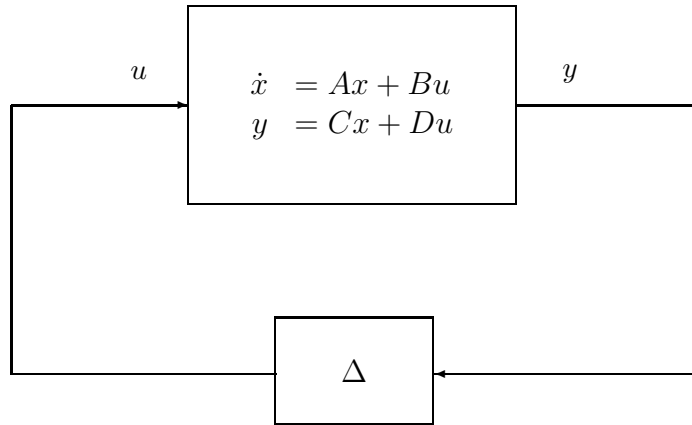 u
y
ẋ = Ax + Bu
y = Cx + Du
Δ